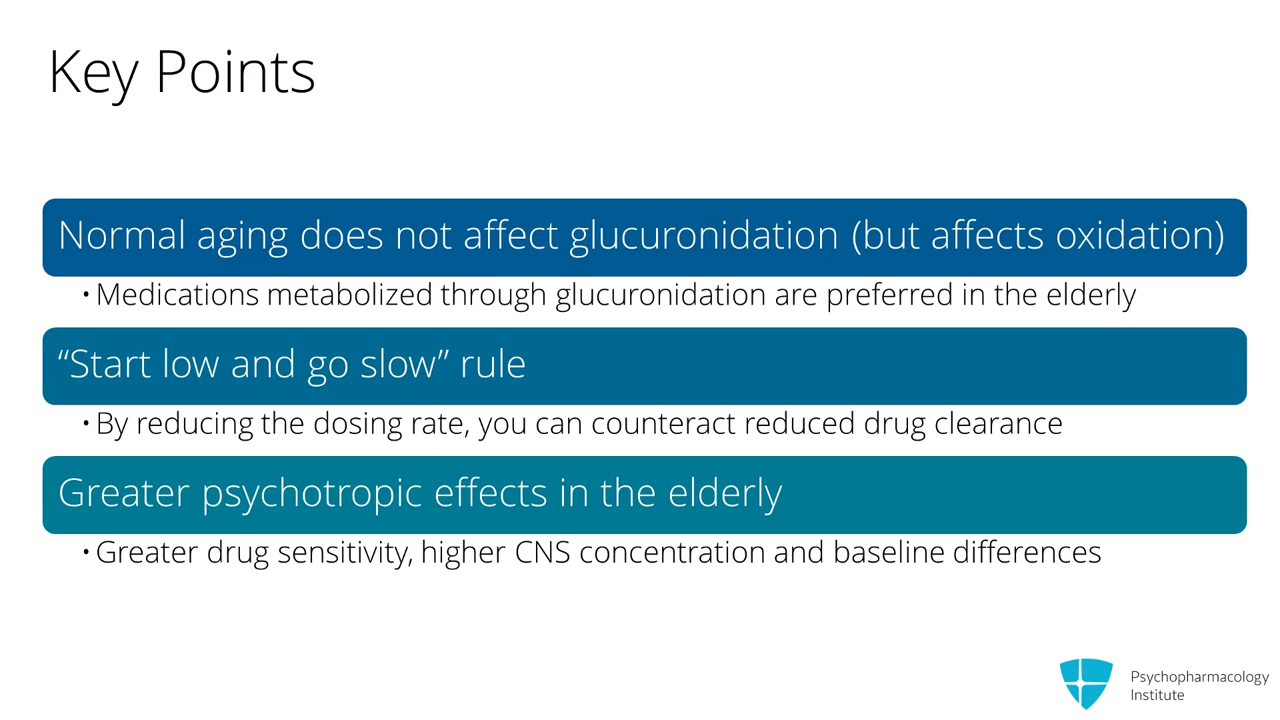 Key Points
Normal aging does not affect glucuronidation (but affects oxidation)
• Medications metabolized through glucuronidation are preferred in the elderly
“Start low and go slow” rule
• By reducing the dosing rate, you can counteract reduced drug clearance
Greater psychotropic effects in the elderly
• Greater drug sensitivity, higher CNS concentration and baseline differences
Psychopharmacology
Institute